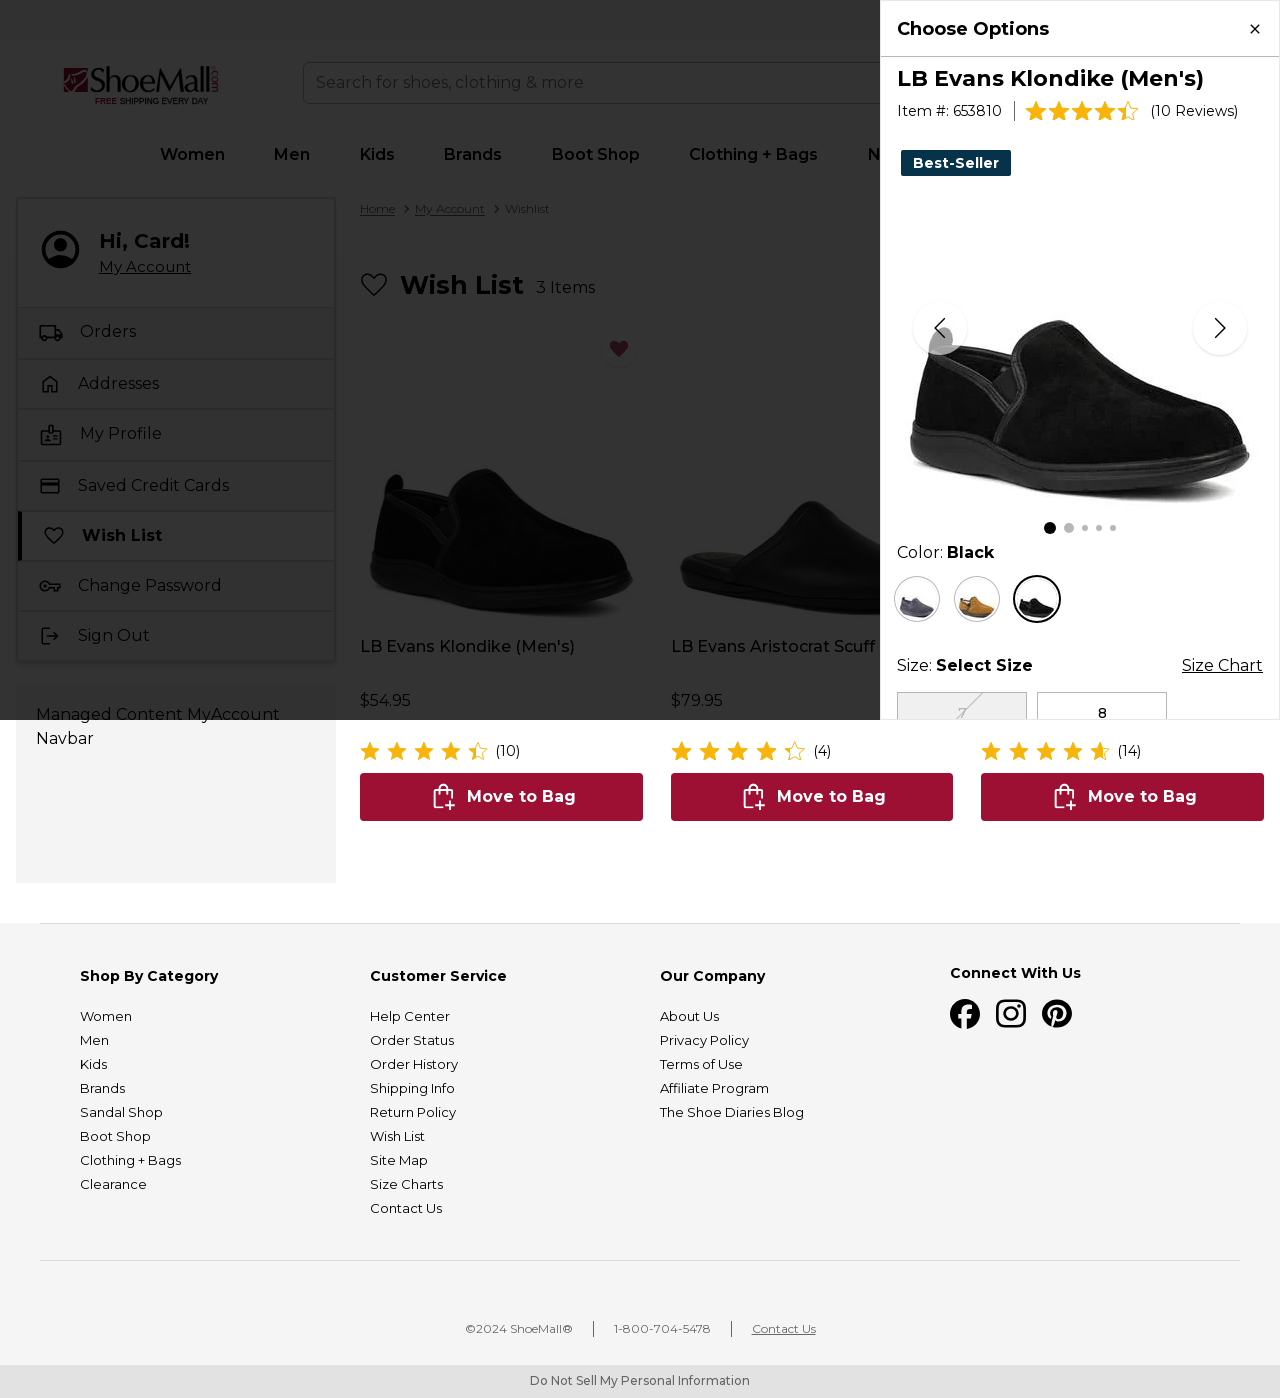 ShoeMall.com
FREE SHIPPING EVERY DAY
Search for shoes, clothing & more
Women
Men
Kids
Brands
Boot Shop
Clothing + Bags
N
Hi, Card!
My Account
Orders
Addresses
My Profile
Saved Credit Cards
Wish List
Change Password
Sign Out
Managed Content MyAccount
Navbar
Home
My Account
Wishlist
Wish List 3 Items
LB Evans Klondike (Men's)
$54.95
(10)
Move to Bag
LB Evans Aristocrat Scuff
$79.95
(4)
Move to Bag
(14)
Move to Bag
Choose Options
LB Evans Klondike (Men's)
Item #: 653810
(10 Reviews)
Best-Seller
Color: Black
Size: Select Size
Size Chart
7
8
Shop By Category
Women
Men
Kids
Brands
Sandal Shop
Boot Shop
Clothing + Bags
Clearance
Customer Service
Help Center
Order Status
Order History
Shipping Info
Return Policy
Wish List
Site Map
Size Charts
Contact Us
Our Company
About Us
Privacy Policy
Terms of Use
Affiliate Program
The Shoe Diaries Blog
Connect With Us
©2024 ShoeMall®
1-800-704-5478
Contact Us
Do Not Sell My Personal Information